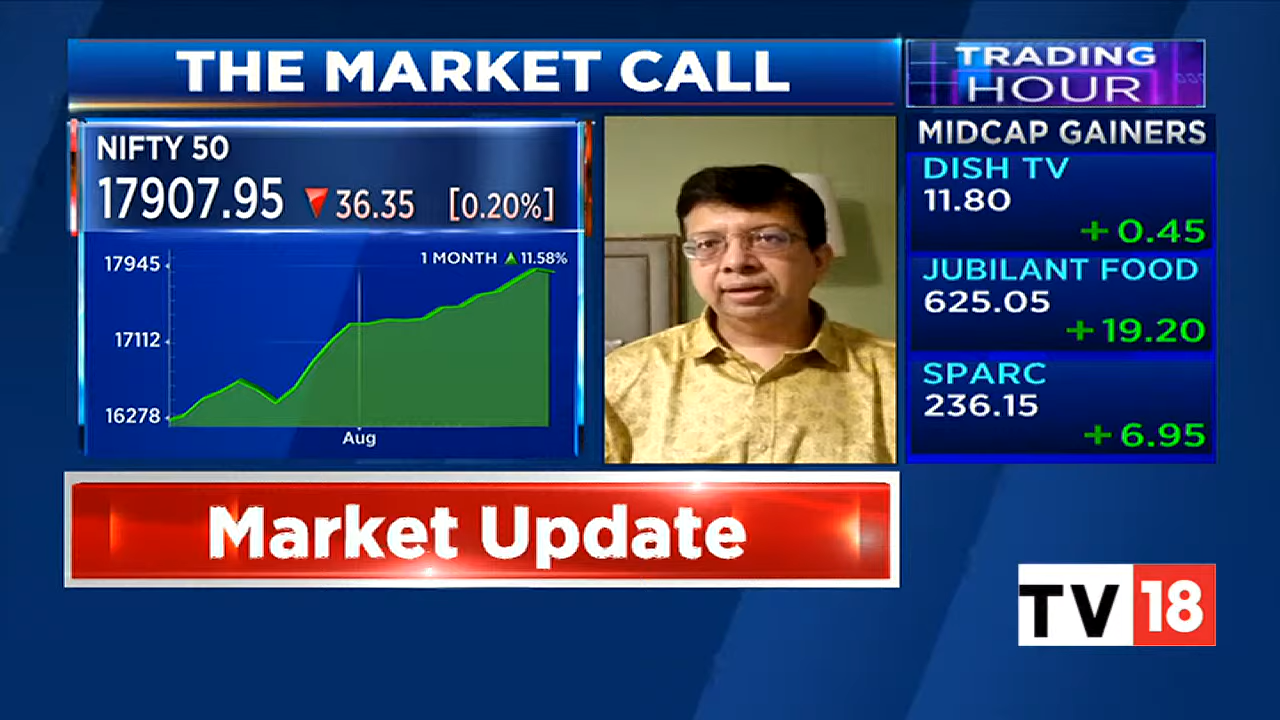 THE MARKET CALL
TRADING
HOUR
NIFTY 50
17907.95 ▼ 36.35 [0.20%]
1 MONTH ▲ 11.58%
17945
17112
16278
Aug
MIDCAP GAINERS
DISH TV
11.80
+ 0.45
JUBILANT FOOD
625.05
+ 19.20
SPARC
236.15
+ 6.95
Market Update
TV 18